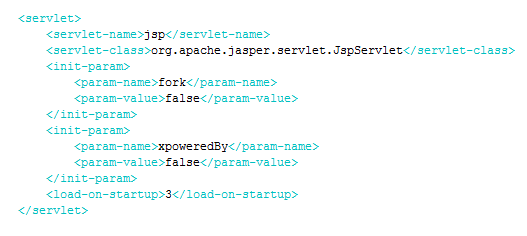 <servlet>
    <servlet-name>jsp</servlet-name>
    <servlet-class>org.apache.jasper.servlet.JspServlet</servlet-class>
    <init-param>
        <param-name>fork</param-name>
        <param-value>false</param-value>
    </init-param>
    <init-param>
        <param-name>xpoweredBy</param-name>
        <param-value>false</param-value>
    </init-param>
    <load-on-startup>3</load-on-startup>
</servlet>